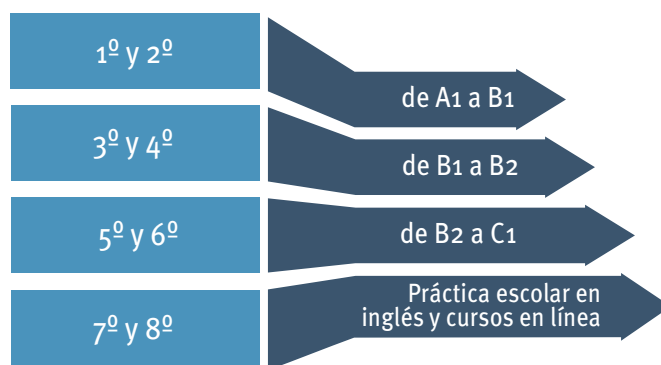 1º y 2º
de A1 a B1
3º y 4º
de B1 a B2
5º y 6º
de B2 a C1
7º y 8º
Práctica escolar en
inglés y cursos en línea